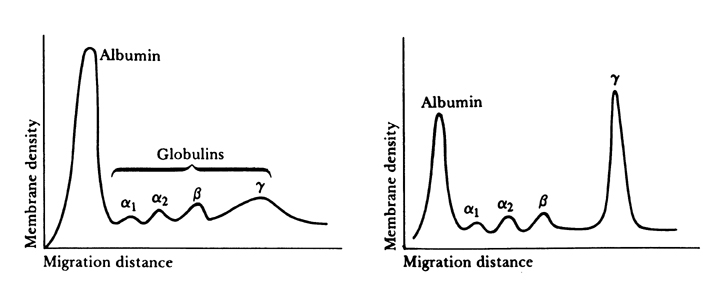 Albumin
Globulins
α1
α2
β
γ
Membrane density
Migration distance
γ
Albumin
α1
α2
β
Membrane density
Migration distance